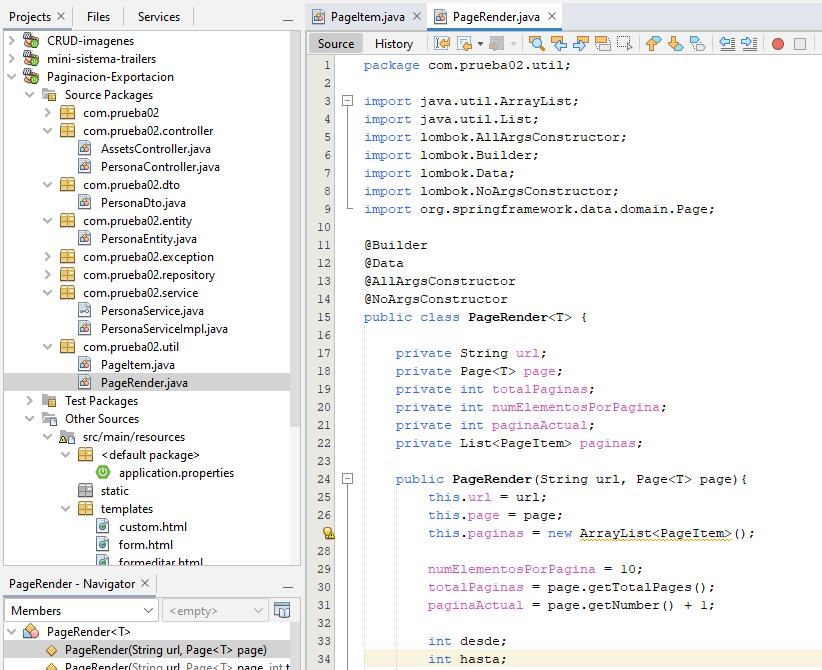 Projects
Files
Services
CRUD-imagenes
mini-sistema-trailers
Paginacion-Exportacion
Source Packages
com.prueba02
com.prueba02.controller
AssetsController.java
PersonaController.java
com.prueba02.dto
PersonaDto.java
com.prueba02.entity
PersonaEntity.java
com.prueba02.exception
com.prueba02.repository
com.prueba02.service
PersonaService.java
PersonaServiceImpl.java
com.prueba02.util
PageItem.java
PageRender.java
Test Packages
Other Sources
src/main/resources
<default package>
application.properties
static
templates
custom.html
form.html
formeditar.html
PageRender - Navigator
Members
<empty>
PageRender<T>
PageRender(String url, Page<T> page)
PageRender(String url, Page<T> page, int t
PageItem.java
PageRender.java
Source
History
1 package com.prueba02.util;
2
3 import java.util.ArrayList;
4 import java.util.List;
5 import lombok.AllArgsConstructor;
6 import lombok.Builder;
7 import lombok.Data;
8 import lombok.NoArgsConstructor;
9 import org.springframework.data.domain.Page;
10
11 @Builder
12 @Data
13 @AllArgsConstructor
14 @NoArgsConstructor
15 public class PageRender<T> {
16
17 private String url;
18 private Page<T> page;
19 private int totalPaginas;
20 private int numElementosPorPagina;
21 private int paginaActual;
22 private List<PageItem> paginas;
23
24 public PageRender(String url, Page<T> page){
25 this.url = url;
26 this.page = page;
this.paginas = new ArrayList<PageItem>();
28
29 numElementosPorPagina = 10;
30 totalPaginas = page.getTotalPages();
31 paginaActual = page.getNumber() + 1;
32
33 int desde;
34 int hasta;